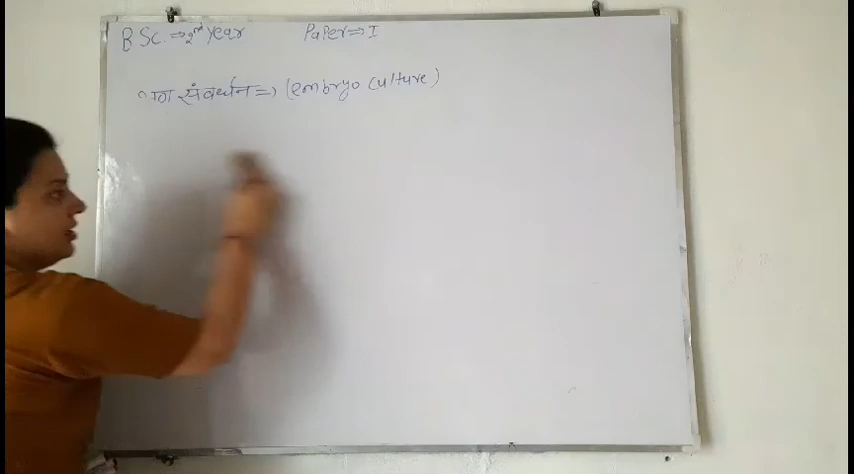 B Sc. ⇒ 2nd Year Paper ⇒ I
संवर्धन ⇒ (embryo culture)